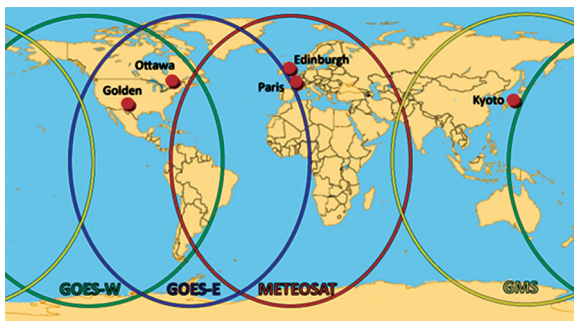 Ottawa
Edinburgh
Golden
Paris
Kyoto
GOES-W
GOES-E
METEOSAT
GMS